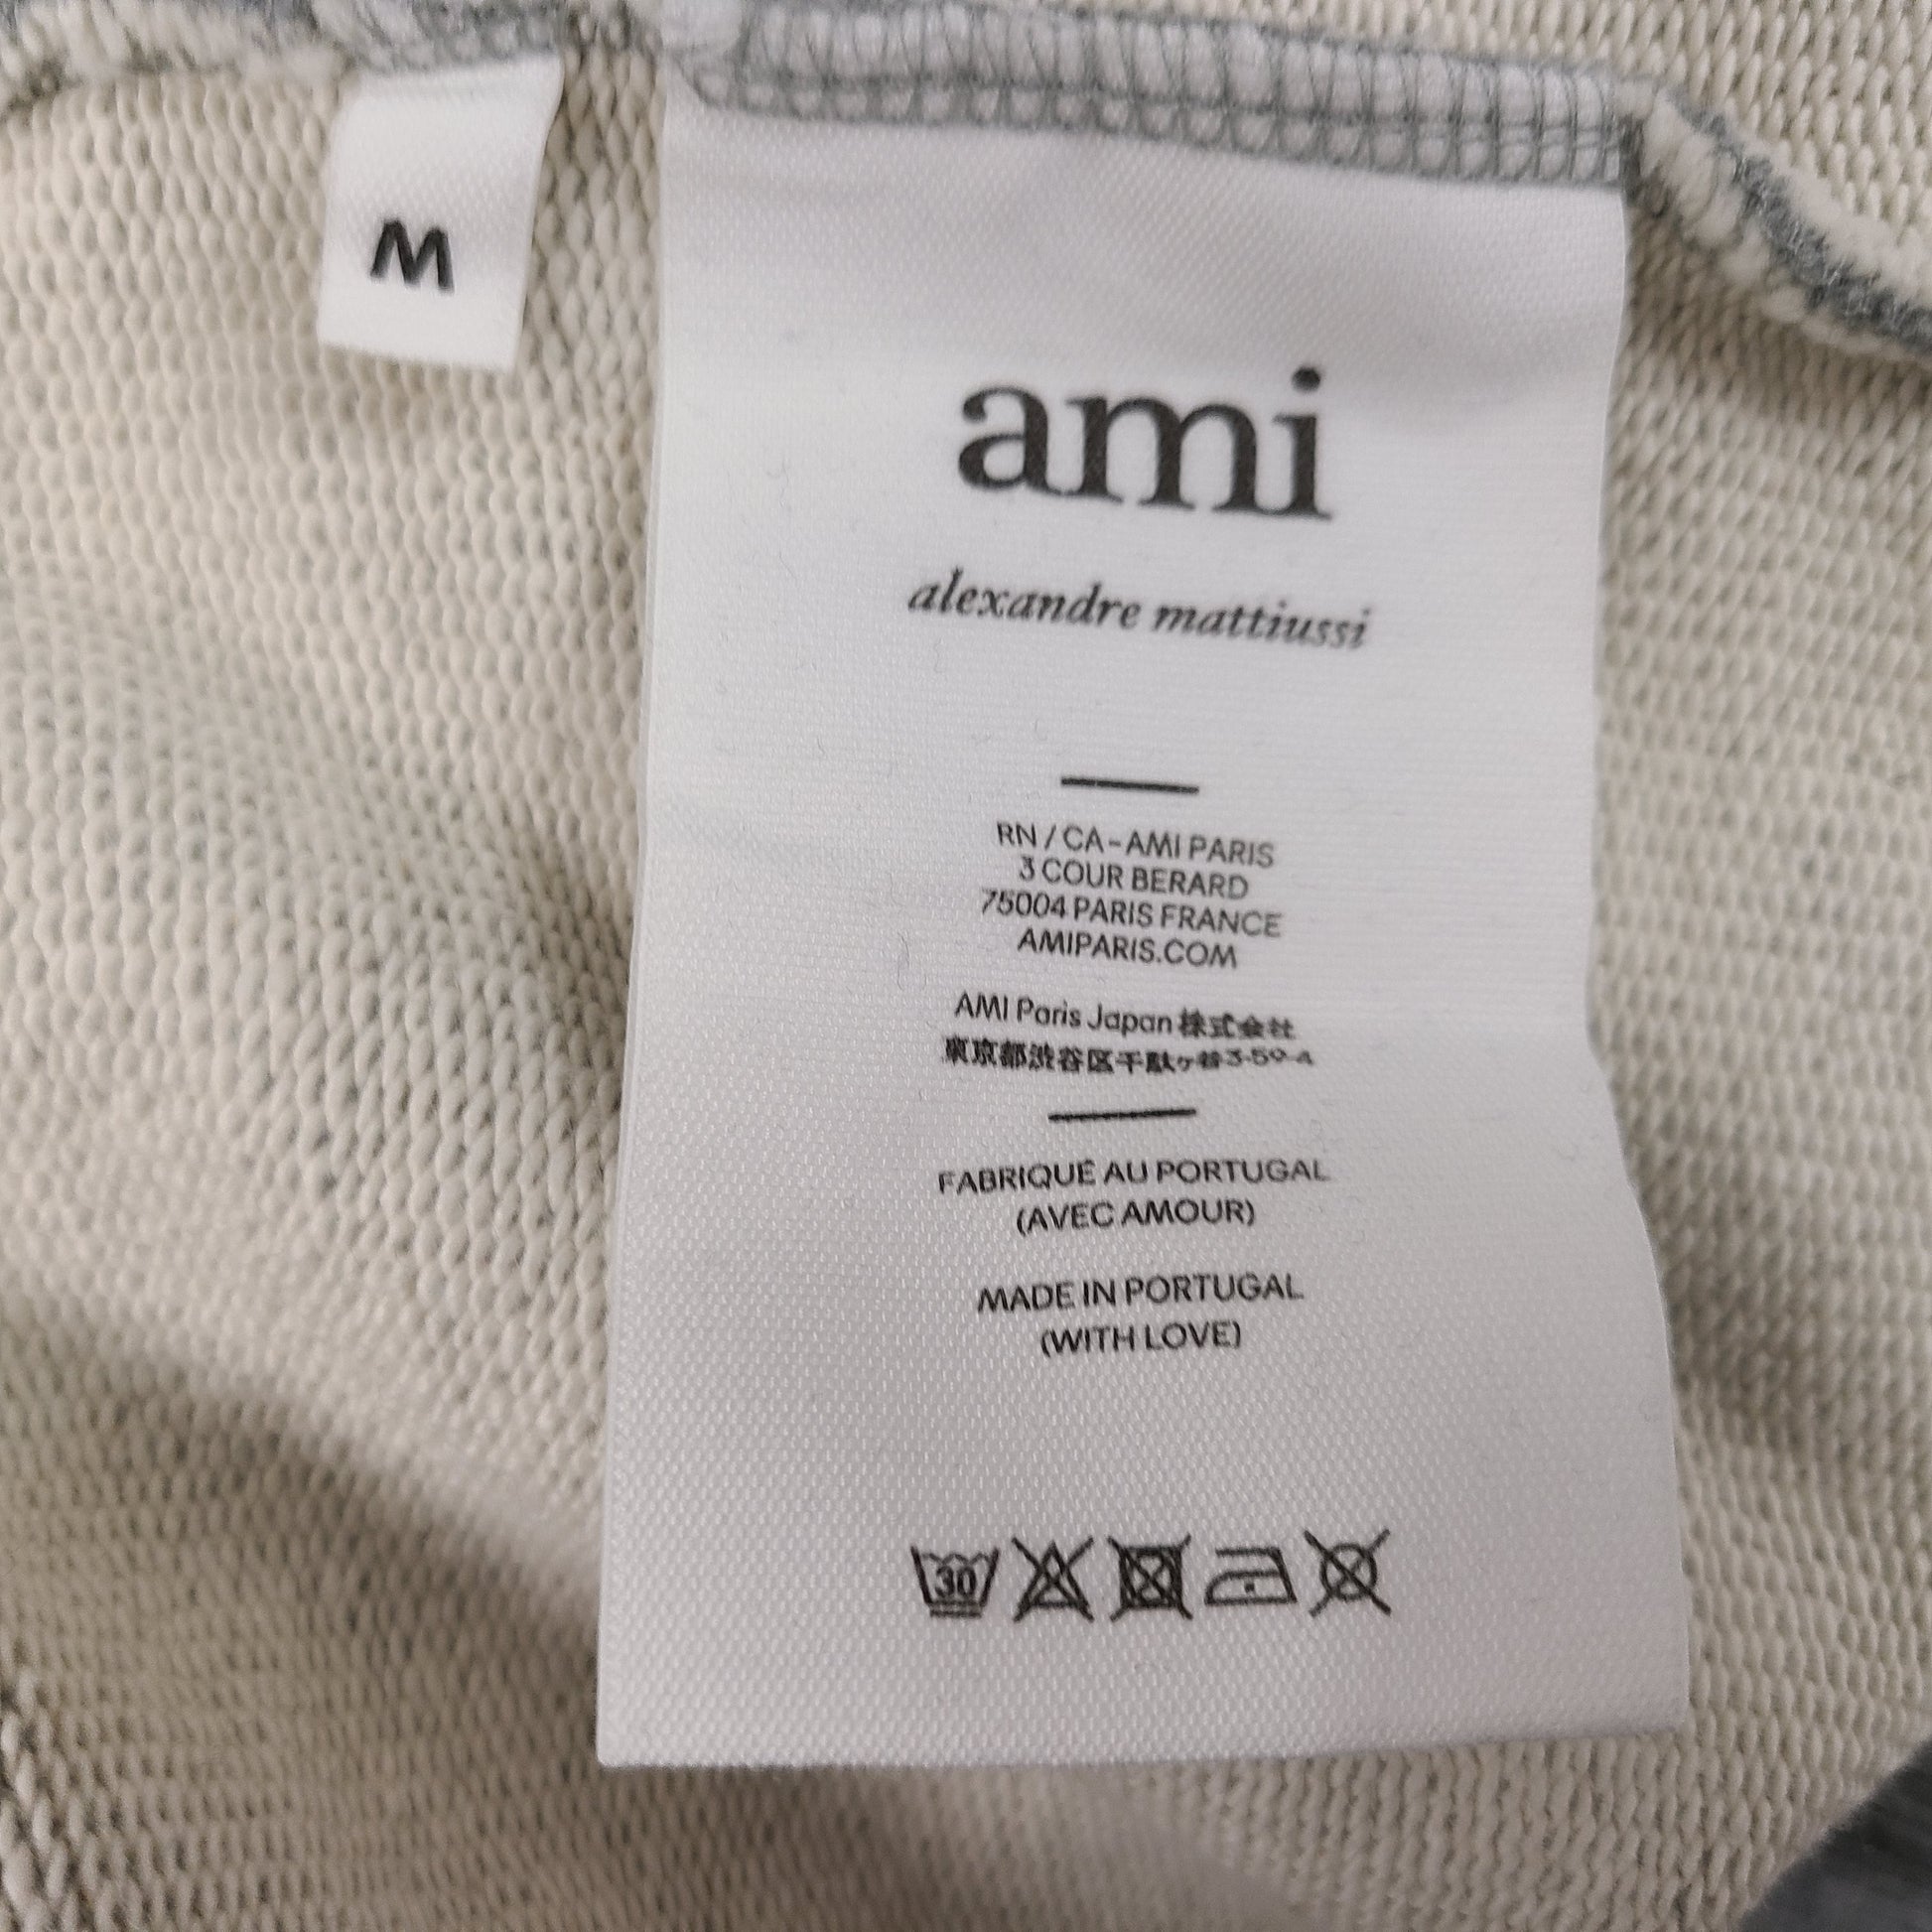 M
ami
alexandre mattiussi
RN / CA - AMI PARIS
3 COUR BERARD
75004 PARIS FRANCE
AMIPARIS.COM
AMI Paris Japan 株式会社
東京都渋谷区千駄ヶ谷3-59-4
FABRIQUÉ AU PORTUGAL
(AVEC AMOUR)
MADE IN PORTUGAL
(WITH LOVE)
30